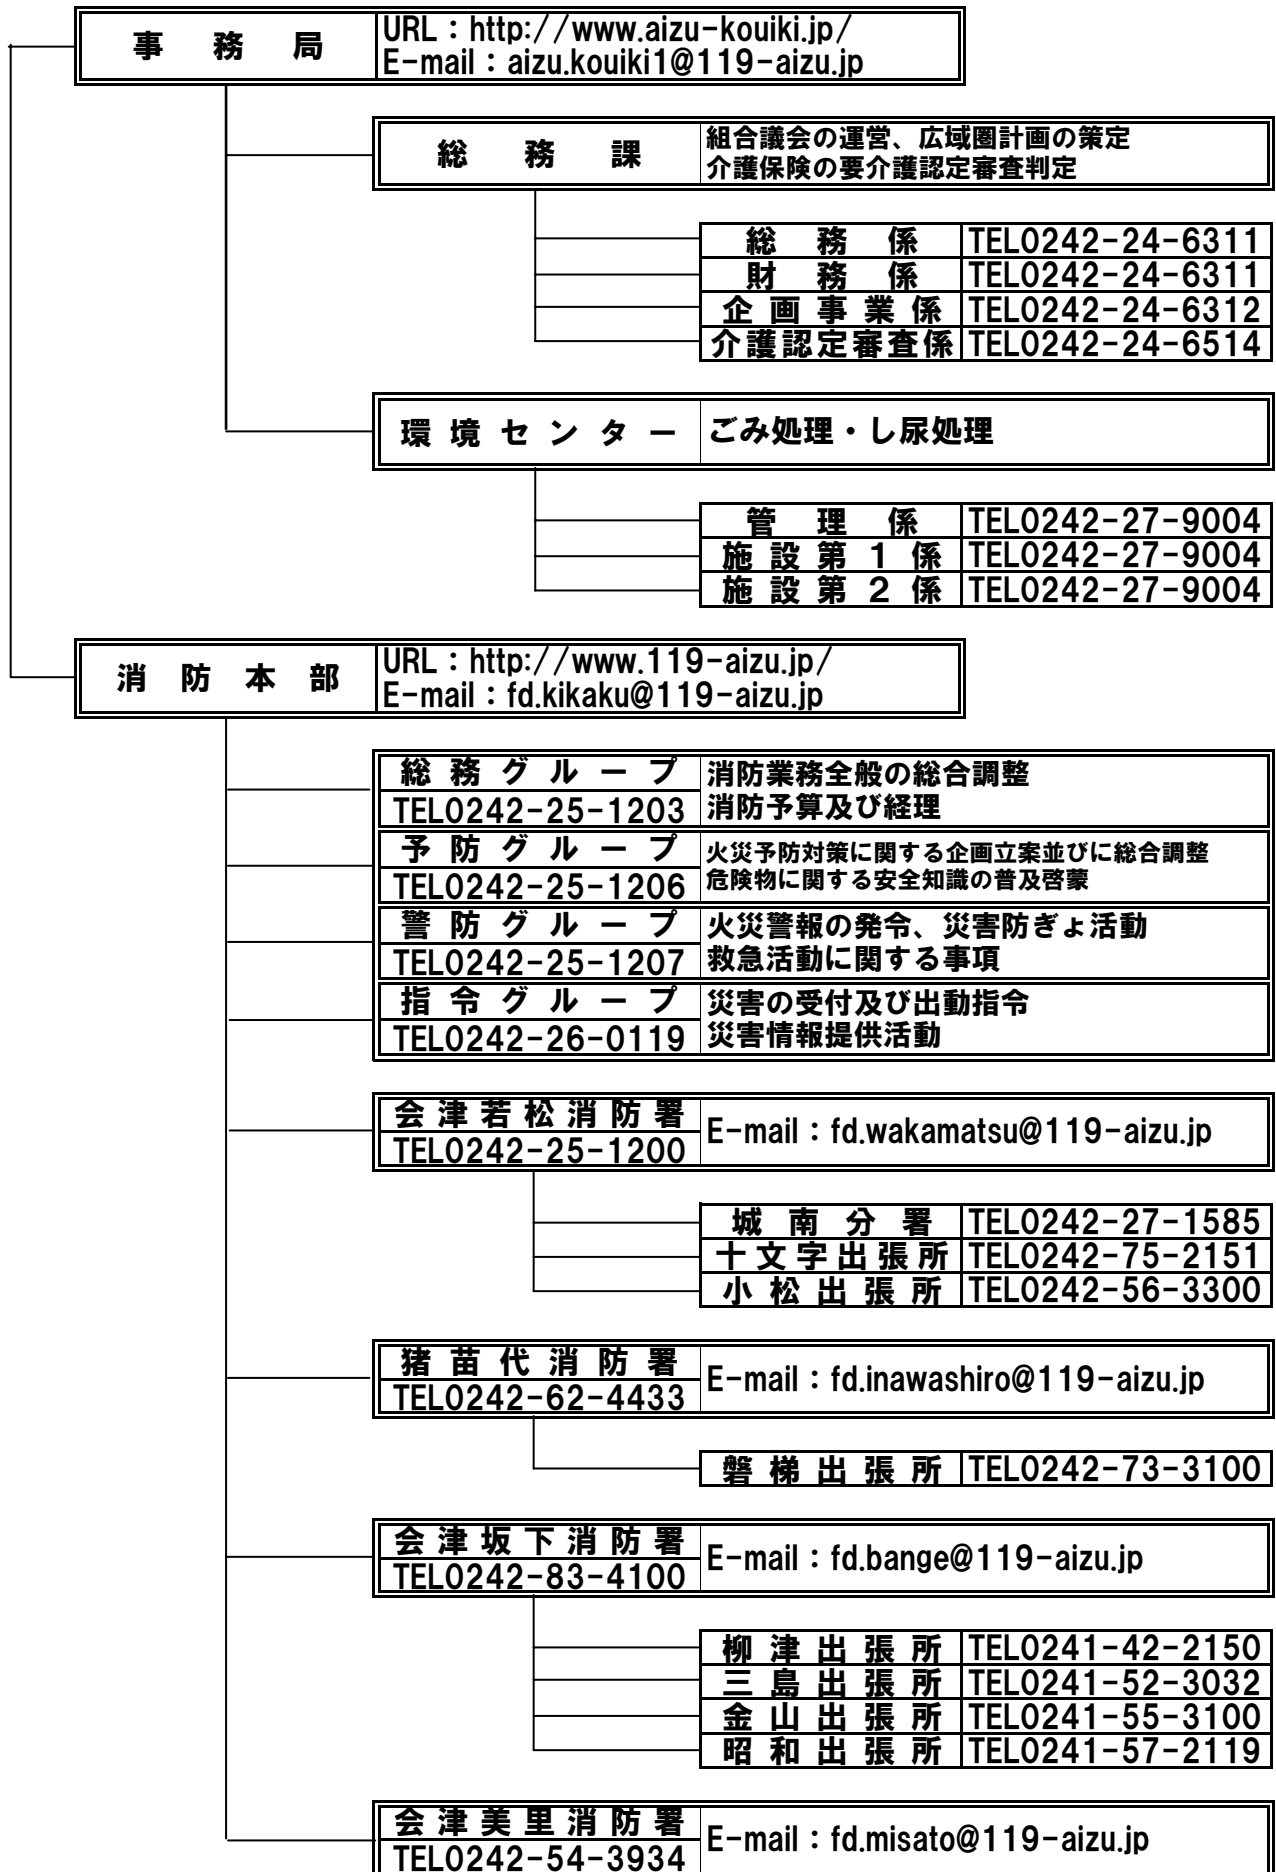 事務局
URL：http://www.aizu-kouiki.jp/
E-mail：aizu.kouiki1@119-aizu.jp
総務課
組合議会の運営、広域圏計画の策定
介護保険の要介護認定審査判定
総務係 TEL0242-24-6311
財務係 TEL0242-24-6311
企画事業係 TEL0242-24-6312
介護認定審査係 TEL0242-24-6514
環境センター ごみ処理・し尿処理
管理係 TEL0242-27-9004
施設第1係 TEL0242-27-9004
施設第2係 TEL0242-27-9004
消防本部
URL：http://www.119-aizu.jp/
E-mail：fd.kikaku@119-aizu.jp
総務グループ
TEL0242-25-1203
消防業務全般の総合調整
消防予算及び経理
予防グループ
TEL0242-25-1206
火災予防対策に関する企画立案並びに総合調整
危険物に関する安全知識の普及啓蒙
警防グループ
TEL0242-25-1207
火災警報の発令、災害防ぎょ活動
救急活動に関する事項
指令グループ
TEL0242-26-0119
災害の受付及び出動指令
災害情報提供活動
会津若松消防署
TEL0242-25-1200
E-mail：fd.wakamatsu@119-aizu.jp
城南分署 TEL0242-27-1585
十文字出張所 TEL0242-75-2151
小松出張所 TEL0242-56-3300
猪苗代消防署
TEL0242-62-4433
E-mail：fd.inawashiro@119-aizu.jp
磐梯出張所 TEL0242-73-3100
会津坂下消防署
TEL0242-83-4100
E-mail：fd.bange@119-aizu.jp
柳津出張所 TEL0241-42-2150
三島出張所 TEL0241-52-3032
金山出張所 TEL0241-55-3100
昭和出張所 TEL0241-57-2119
会津美里消防署
TEL0242-54-3934
E-mail：fd.misato@119-aizu.jp